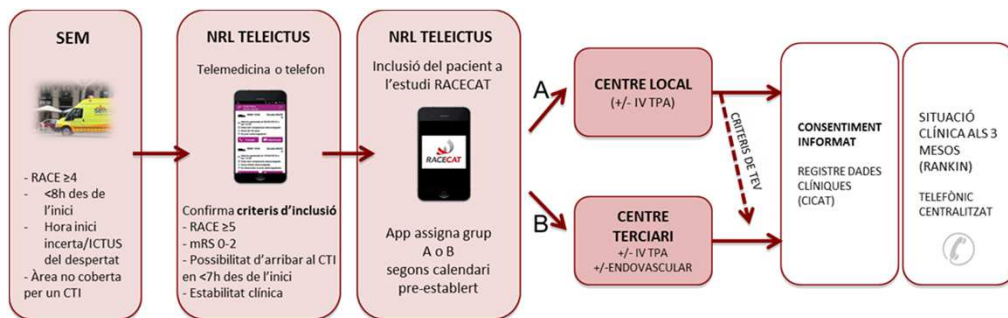 SEM
- RACE ≥4
- <8h des de
l'inici
- Hora inici
incerta/ICTUS
del despertat
- Àrea no coberta
per un CTI
NRL TELEICTUS
Telemedicina o telefon
Confirma criteris d'inclusió
- RACE ≥5
- mRS 0-2
- Possibilitat d'arribar al CTI
en <7h des de l'inici
- Estabilitat clínica
NRL TELEICTUS
Inclusió del pacient a
l'estudi RACECAT
RACECAT
App assigna grup
A o B
segons calendari
pre-establert
A
CENTRE LOCAL
(+/- IV TPA)
CRITERIS DE TEV
B
CENTRE
TERCIARI
+/- IV TPA
+/-ENDOVASCULAR
CONSENTIMENT
INFORMAT
REGISTRE DADES
CLÍNIQUES
(CICAT)
SITUACIÓ
CLÍNICA ALS 3
MESOS
(RANKIN)
TELEFÒNIC
CENTRALITZAT